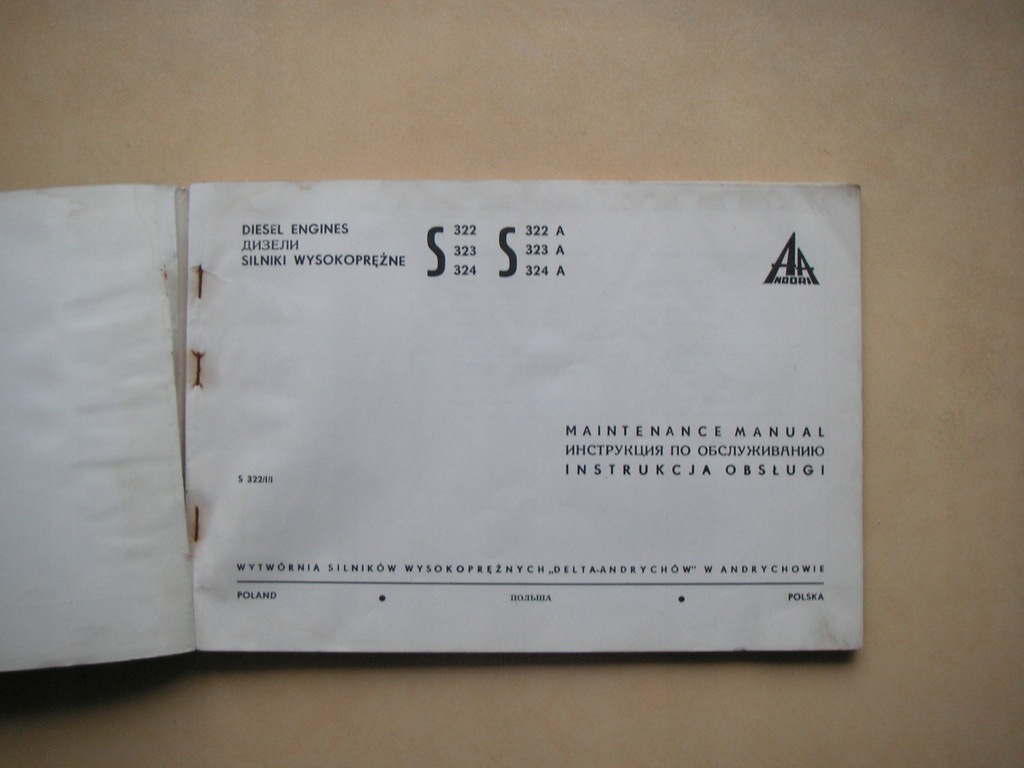 DIESEL ENGINES
ДИЗЕЛИ
SILNIKI WYSOKOPRĘŻNE
S 322 S 322 A
323 323 A
324 324 A
ANDORIA
MAINTENANCE MANUAL
ИНСТРУКЦИЯ ПО ОБСЛУЖИВАНИЮ
INSTRUKCJA OBSŁUGI
S 322/I/I
WYTWÓRNIA SILNIKÓW WYSOKOPRĘŻNYCH „DELTA-ANDRYCHÓW" W ANDRYCHOWIE
POLAND • ПОЛЬША • POLSKA